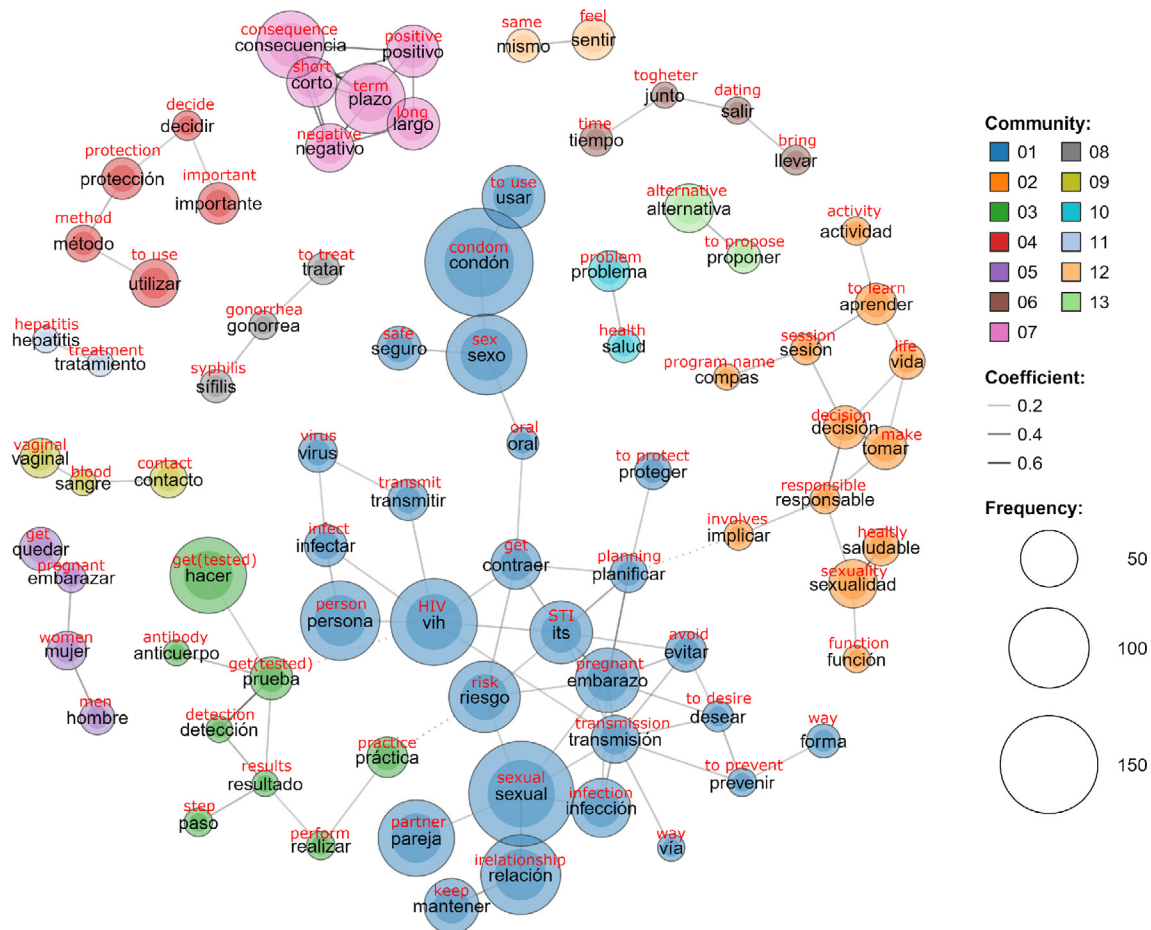 consequence
consecuencia
positive
positivo
short
corto
term
plazo
long
largo
negative
negativo
same
mismo
feel
sentir
togheter
junto
dating
salir
time
tiempo
bring
llevar
decide
decidir
protection
protección
important
importante
method
método
to use
utilizar
to use
usar
condom
condón
safe
seguro
sex
sexo
oral
oral
alternative
alternativa
to propose
proponer
problem
problema
health
salud
to treat
tratar
gonorrhea
gonorrea
syphilis
sífilis
hepatitis
hepatitis
treatment
tratamiento
activity
actividad
to learn
aprender
session
sesión
life
vida
program name
compas
decision
decisión
make
tomar
responsible
responsable
involves
implicar
healtly
saludable
sexuality
sexualidad
function
función
vaginal
vaginal
blood
sangre
contact
contacto
get
quedar
pregnant
embarazar
women
mujer
men
hombre
virus
virus
transmit
transmitir
infect
infectar
person
persona
HIV
vih
get
contraer
to protect
proteger
planning
planificar
STI
its
avoid
evitar
pregnant
embarazo
risk
riesgo
to desire
desear
transmission
transmisión
way
forma
to prevent
prevenir
get(tested)
hacer
antibody
anticuerpo
get(tested)
prueba
detection
detección
practice
práctica
results
resultado
step
paso
perform
realizar
sexual
sexual
infection
infección
way
vía
partner
pareja
irelationship
relación
keep
mantener
Community:
01 08
02 09
03 10
04 11
05 12
06 13
07
Coefficient:
0.2
0.4
0.6
Frequency:
50
100
150